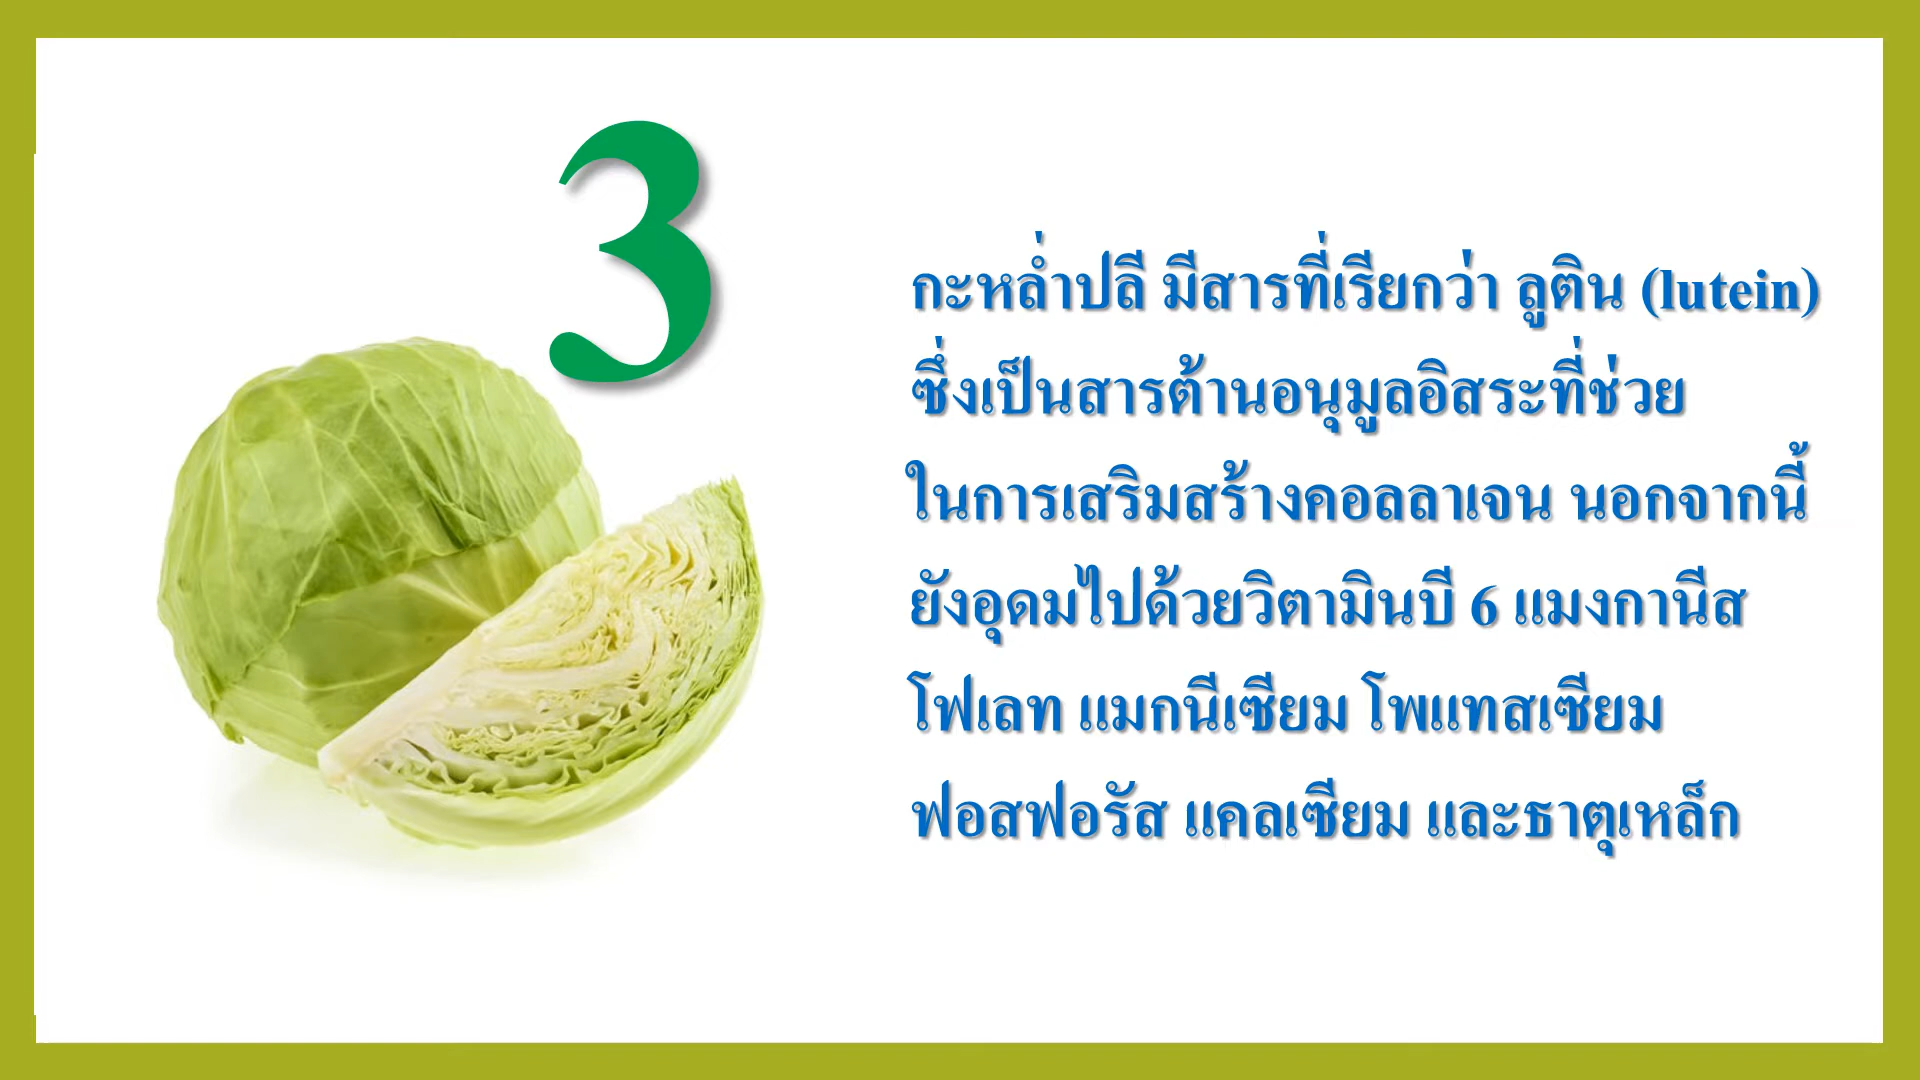 3
กะหล่ำปลี มีสารที่เรียกว่า ลูติน (lutein)
ซึ่งเป็นสารต้านอนุมูลอิสระที่ช่วย
ในการเสริมสร้างคอลลาเจน นอกจากนี้
ยังอุดมไปด้วยวิตามินบี 6 แมงกานีส
โฟเลท แมกนีเซียม โพแทสเซียม
ฟอสฟอรัส แคลเซียม และธาตุเหล็ก